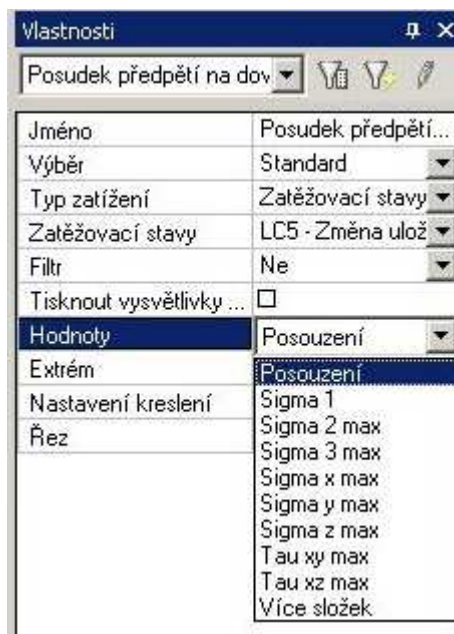 Vlastnosti
Posudek předpětí na dov
Jméno Posudek předpětí...
Výběr Standard
Typ zatížení Zatěžovací stavy
Zatěžovací stavy LC5 - Změna ulož
Filtr Ne
Tisknout vysvětlivky ...
Hodnoty Posouzení
Extrém Posouzení
Sigma 1
Nastavení kreslení Sigma 2 max
Sigma 3 max
Řez Sigma x max
Sigma y max
Sigma z max
Tau xy max
Tau xz max
Více složek